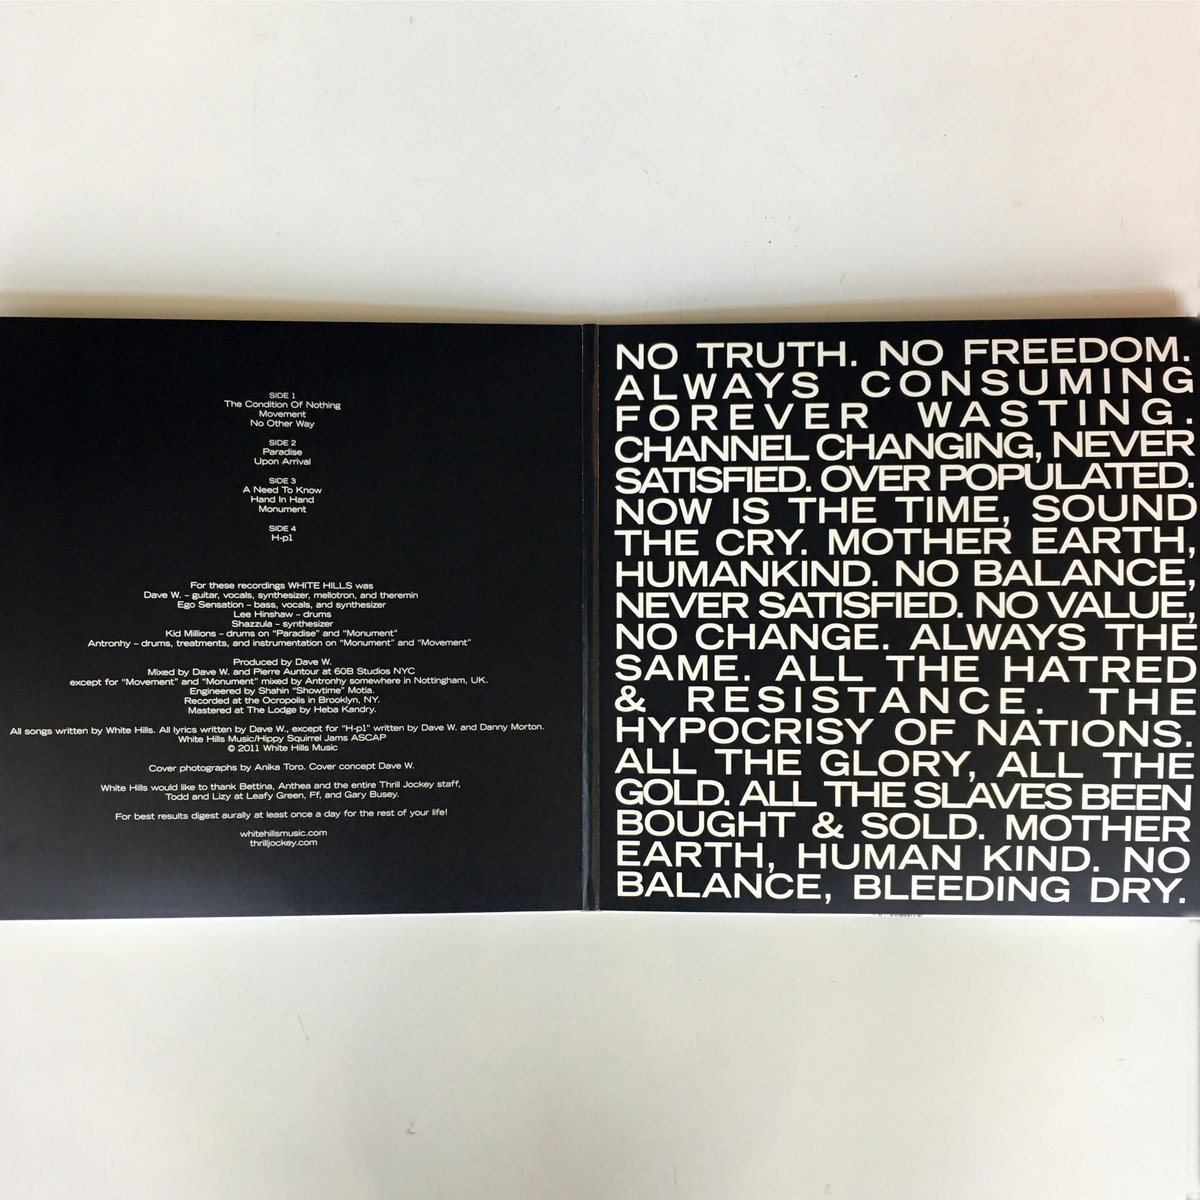 SIDE 1
The Condition Of Nothing
Movement
No Other Way
SIDE 2
Paradise
Upon Arrival
SIDE 3
A Need To Know
Hand In Hand
Monument
SIDE 4
H-p1
For these recordings WHITE HILLS was
Dave W. – guitar, vocals, synthesizer, mellotron, and theremin
Ego Sensation – bass, vocals, and synthesizer
Lee Hinshaw – drums
Shazzula – synthesizer
Kid Millions – drums on “Paradise” and “Monument”
Antronhy – drums, treatments, and instrumentation on “Monument” and “Movement”
Produced by Dave W.
Mixed by Dave W. and Pierre Auntour at 60B Studios NYC
except for “Movement” and “Monument” mixed by Antronhy somewhere in Nottingham, UK.
Engineered by Shahin “Showtime” Motia.
Recorded at the Ocropolis in Brooklyn, NY.
Mastered at The Lodge by Heba Kandry.
All songs written by White Hills. All lyrics written by Dave W., except for “H-p1” written by Dave W. and Danny Morton.
White Hills Music/Hippy Squirrel Jams ASCAP
© 2011 White Hills Music
Cover photographs by Anika Toro. Cover concept Dave W.
White Hills would like to thank Bettina, Anthea and the entire Thrill Jockey staff,
Todd and Lizy at Leafy Green, Ff, and Gary Busey.
For best results digest aurally at least once a day for the rest of your life!
whitehillsmusic.com
thrilljockey.com
NO TRUTH. NO FREEDOM.
ALWAYS CONSUMING
FOREVER WASTING.
CHANNEL CHANGING, NEVER
SATISFIED. OVER POPULATED.
NOW IS THE TIME, SOUND
THE CRY. MOTHER EARTH,
HUMANKIND. NO BALANCE,
NEVER SATISFIED. NO VALUE,
NO CHANGE. ALWAYS THE
SAME. ALL THE HATRED
& RESISTANCE. THE
HYPOCRISY OF NATIONS.
ALL THE GLORY, ALL THE
GOLD. ALL THE SLAVES BEEN
BOUGHT & SOLD. MOTHER
EARTH, HUMAN KIND. NO
BALANCE, BLEEDING DRY.